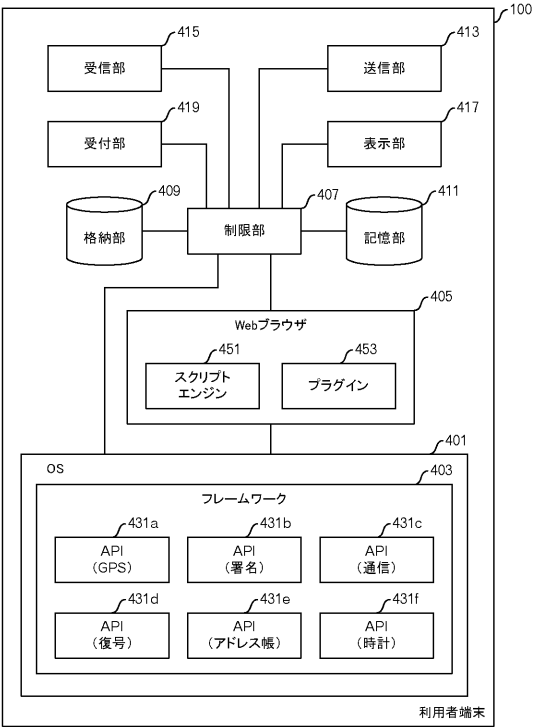 100
415
受信部
413
送信部
419
受付部
417
表示部
409
格納部
407
制限部
411
記憶部
405
Webブラウザ
451
スクリプト
エンジン
453
プラグイン
401
OS
403
フレームワーク
431a
API
(GPS)
431b
API
(署名)
431c
API
(通信)
431d
API
(復号)
431e
API
(アドレス帳)
431f
API
(時計)
利用者端末